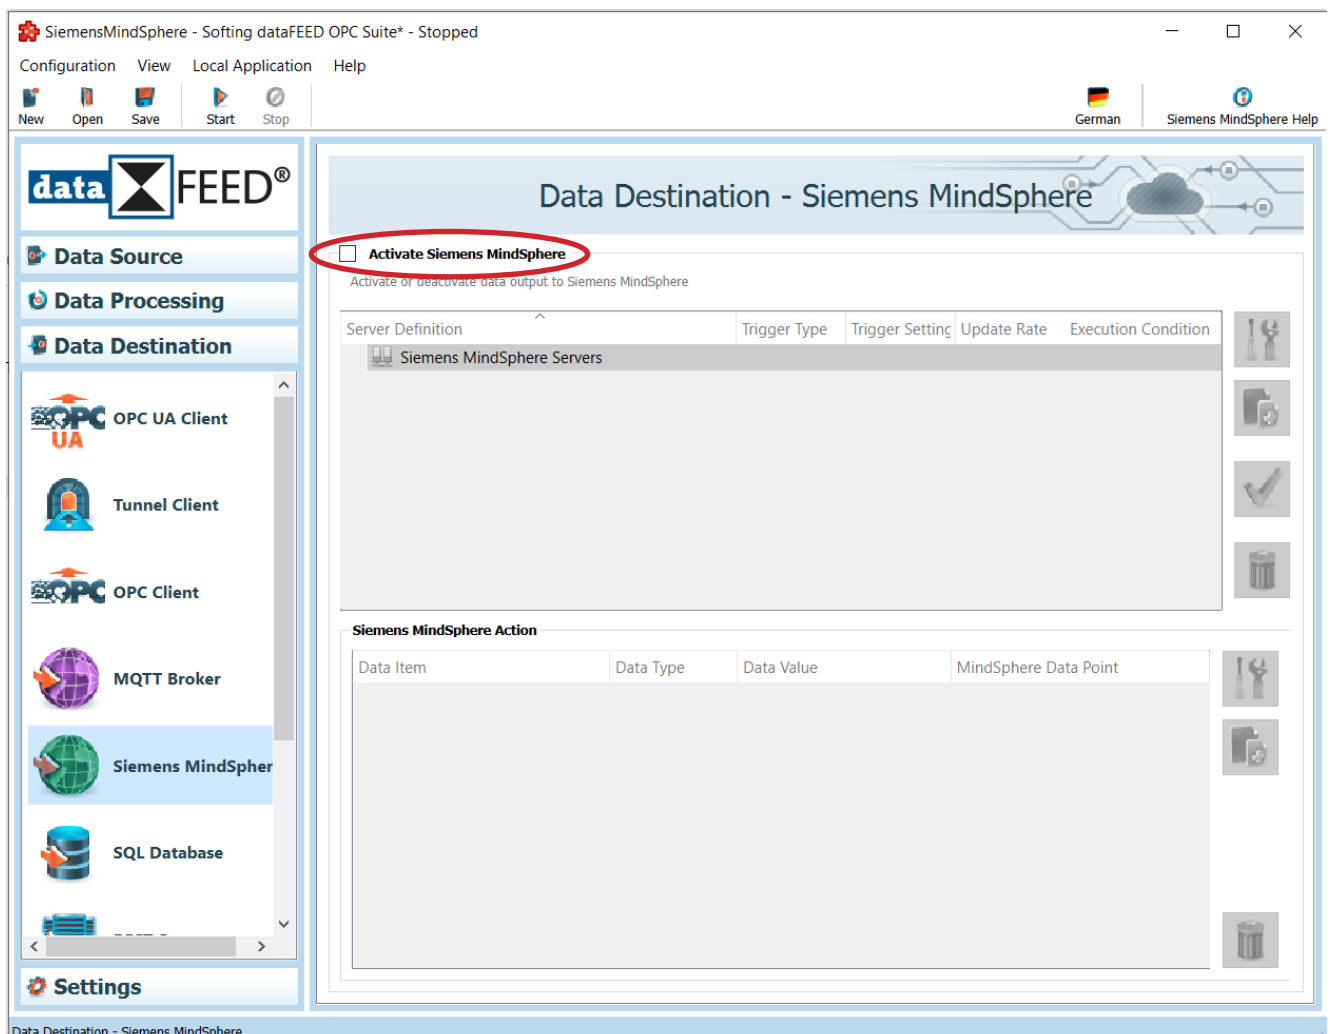 SiemensMindSphere - Softing dataFEED OPC Suite* - Stopped
Configuration View Local Application Help
New Open Save Start Stop German Siemens MindSphere Help
data FEED®
Data Destination - Siemens MindSphere
Data Source
Data Processing
Data Destination
OPC UA Client
Tunnel Client
OPC Client
MQTT Broker
Siemens MindSpher
SQL Database
Settings
Activate Siemens MindSphere
Activate or deactivate data output to Siemens MindSphere
Server Definition Trigger Type Trigger Setting Update Rate Execution Condition
Siemens MindSphere Servers
Siemens MindSphere Action
Data Item Data Type Data Value MindSphere Data Point
Data Destination - Siemens MindSphere